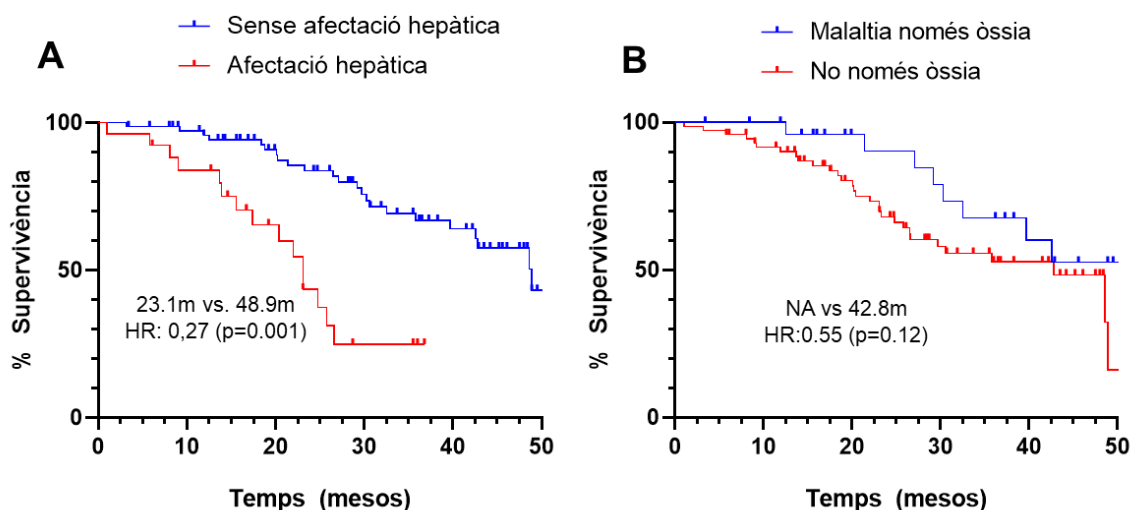 A
Sense afectació hepàtica
Afectació hepàtica
% Supervivència
100
50
0
23.1m vs. 48.9m
HR: 0,27 (p=0.001)
0 10 20 30 40 50
Temps (mesos)
B
Malaltia només òssia
No només òssia
% Supervivència
100
50
0
NA vs 42.8m
HR:0.55 (p=0.12)
0 10 20 30 40 50
Temps (mesos)